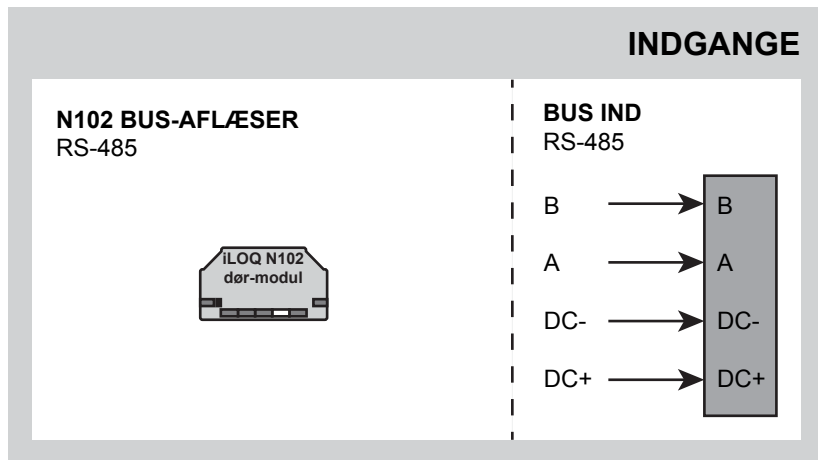 INDGANGE
N102 BUS-AFLÆSER
RS-485
iLOQ N102
dør-modul
BUS IND
RS-485
B B
A A
DC- DC-
DC+ DC+